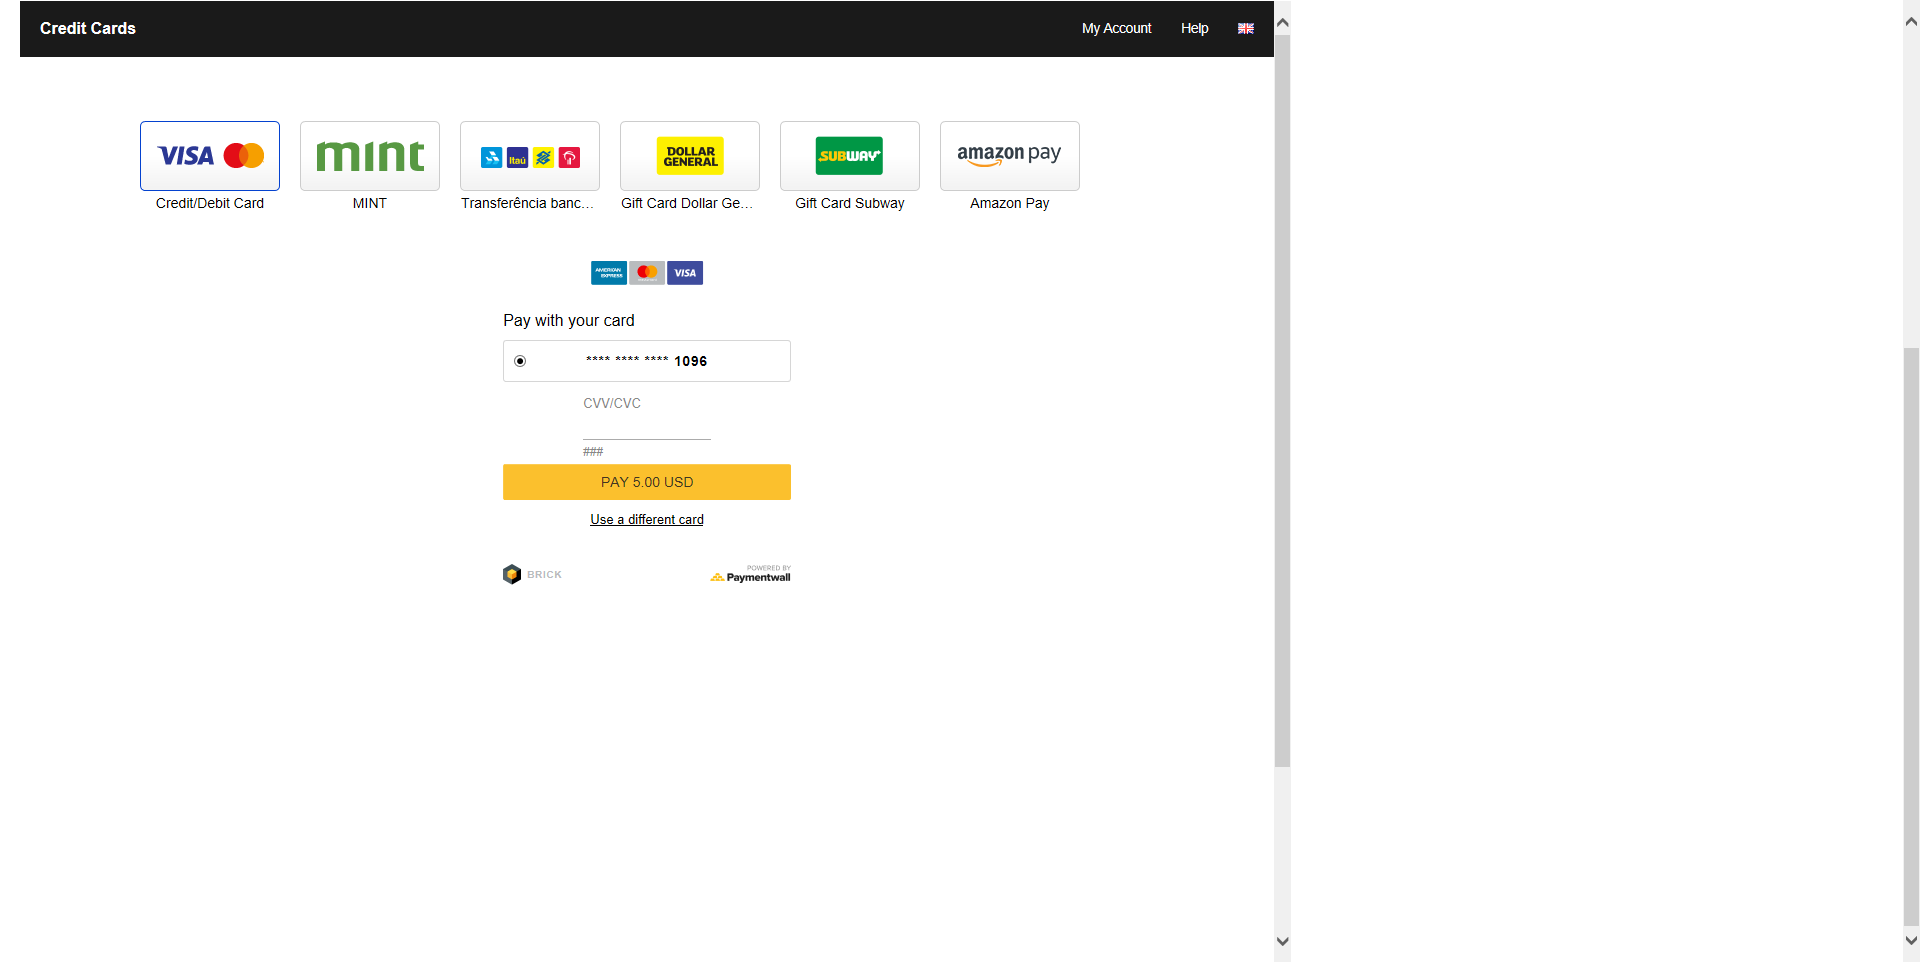 Credit Cards
My Account
Help
VISA
mint
Itaú
DOLLAR
GENERAL
SUBWAY
amazon pay
Credit/Debit Card
MINT
Transferência banc...
Gift Card Dollar Ge...
Gift Card Subway
Amazon Pay
AMERICAN
EXPRESS
VISA
Pay with your card
**** **** **** 1096
CVV/CVC
###
PAY 5.00 USD
Use a different card
BRICK
POWERED BY
Paymentwall